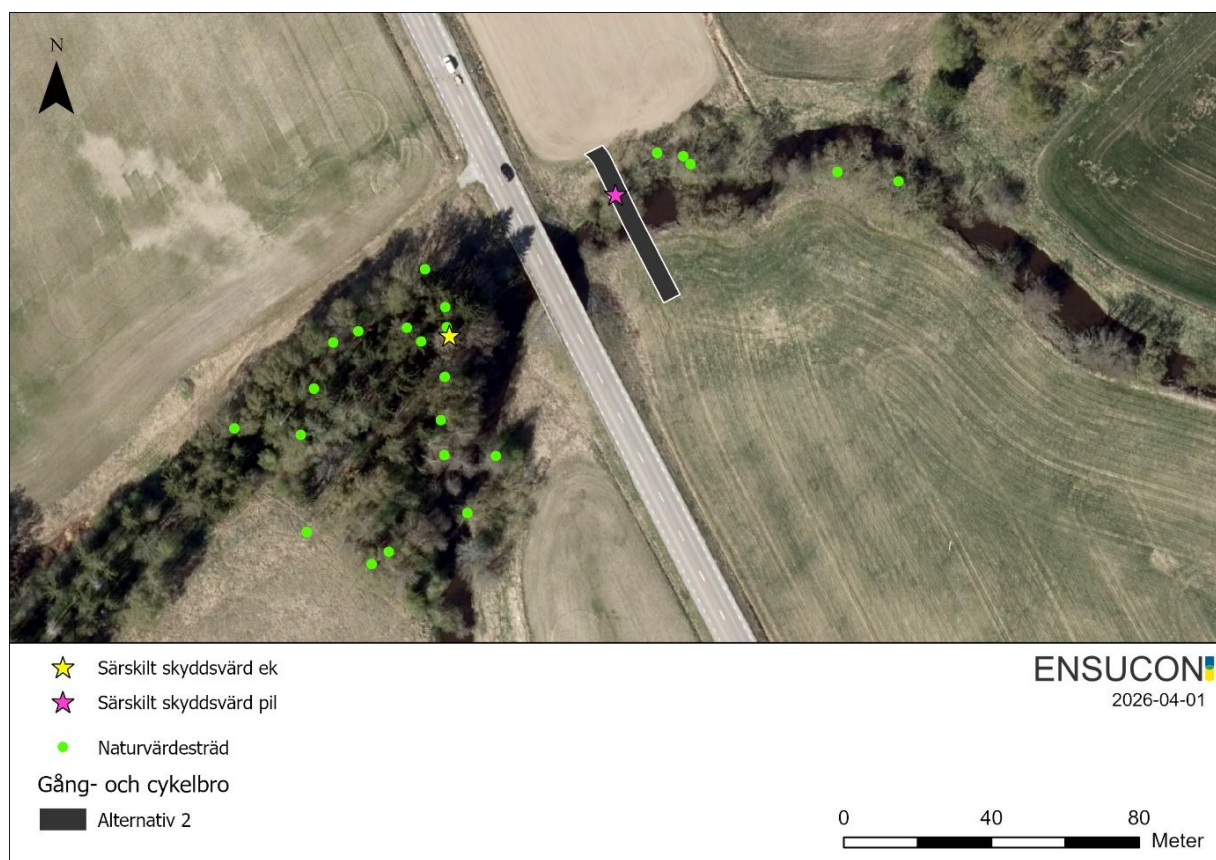 N
Särskilt skyddsvärd ek
Särskilt skyddsvärd pil
Naturvärdesträd
Gång- och cykelbro
Alternativ 2
ENSUCON
2026-04-01
0 40 80
Meter